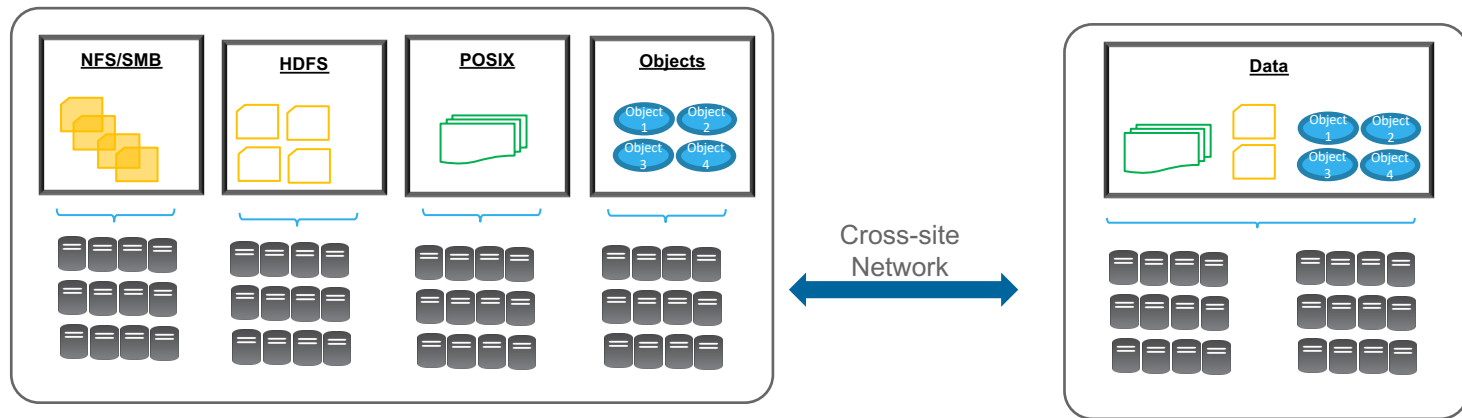 NFS/SMB
HDFS
POSIX
Objects
Object
1
Object
2
Object
3
Object
4
Cross-site
Network
Data
Object
1
Object
2
Object
3
Object
4